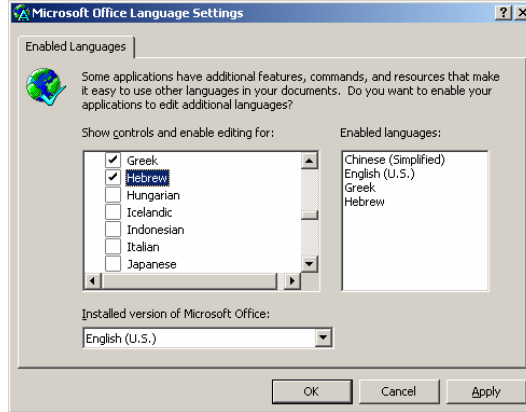 Microsoft Office Language Settings
Enabled Languages
Some applications have additional features, commands, and resources that make
it easy to use other languages in your documents. Do you want to enable your
applications to edit additional languages?
Show controls and enable editing for:
Greek
Hebrew
Hungarian
Icelandic
Indonesian
Italian
Japanese
Enabled languages:
Chinese (Simplified)
English (U.S.)
Greek
Hebrew
Installed version of Microsoft Office:
English (U.S.)
OK Cancel Apply